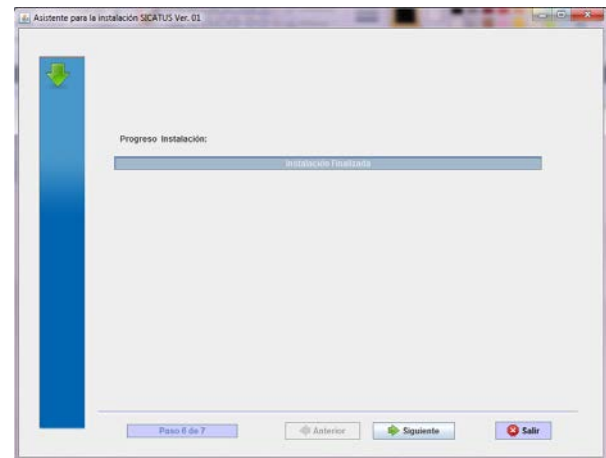 Asistente para la instalación SICATUS Ver. 01
Progreso Instalación:
Instalación Finalizada
Paso 6 de 7
Anterior
Siguiente
Salir